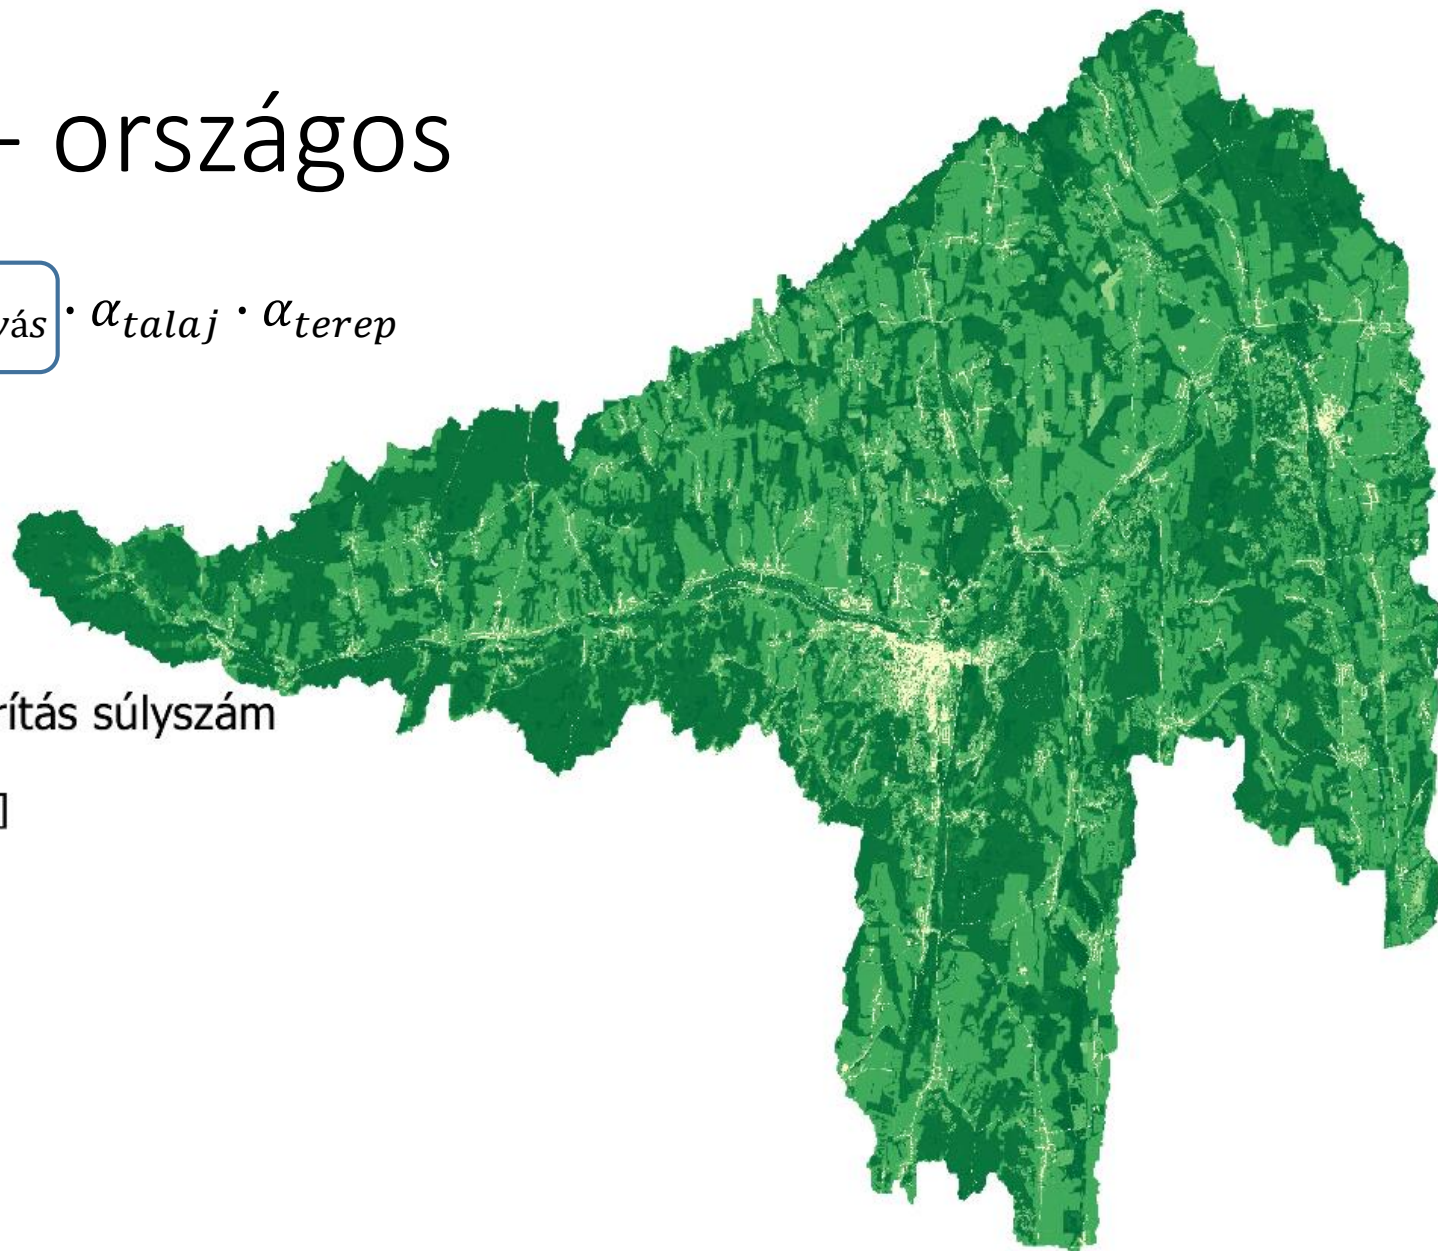 - országos
vás · α_talaj · α_terep
rítás súlyszám
]